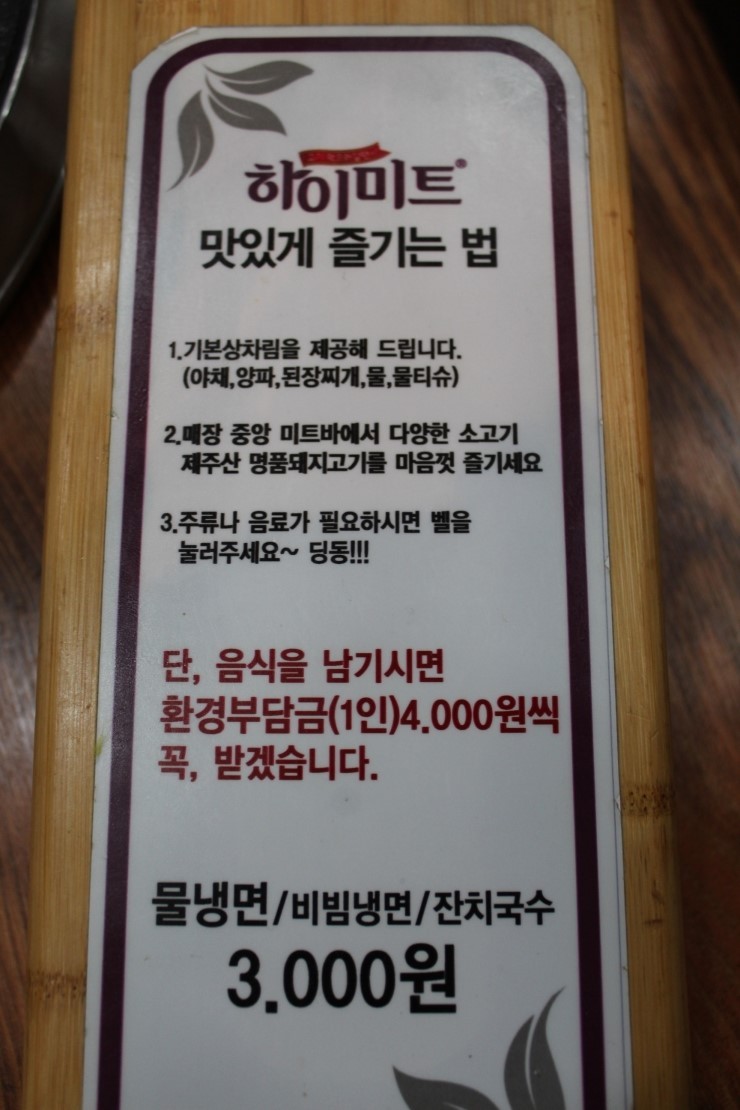 하이미트
맛있게 즐기는 법
1.기본상차림을 제공해 드립니다.
(야채,양파,된장찌개,물,물티슈)
2.매장 중앙 미트바에서 다양한 소고기
제주산 명품돼지고기를 마음껏 즐기세요
3.주류나 음료가 필요하시면 벨을
눌러주세요~ 딩동!!!
단, 음식을 남기시면
환경부담금(1인)4.000원씩
꼭, 받겠습니다.
물냉면/비빔냉면/잔치국수
3.000원